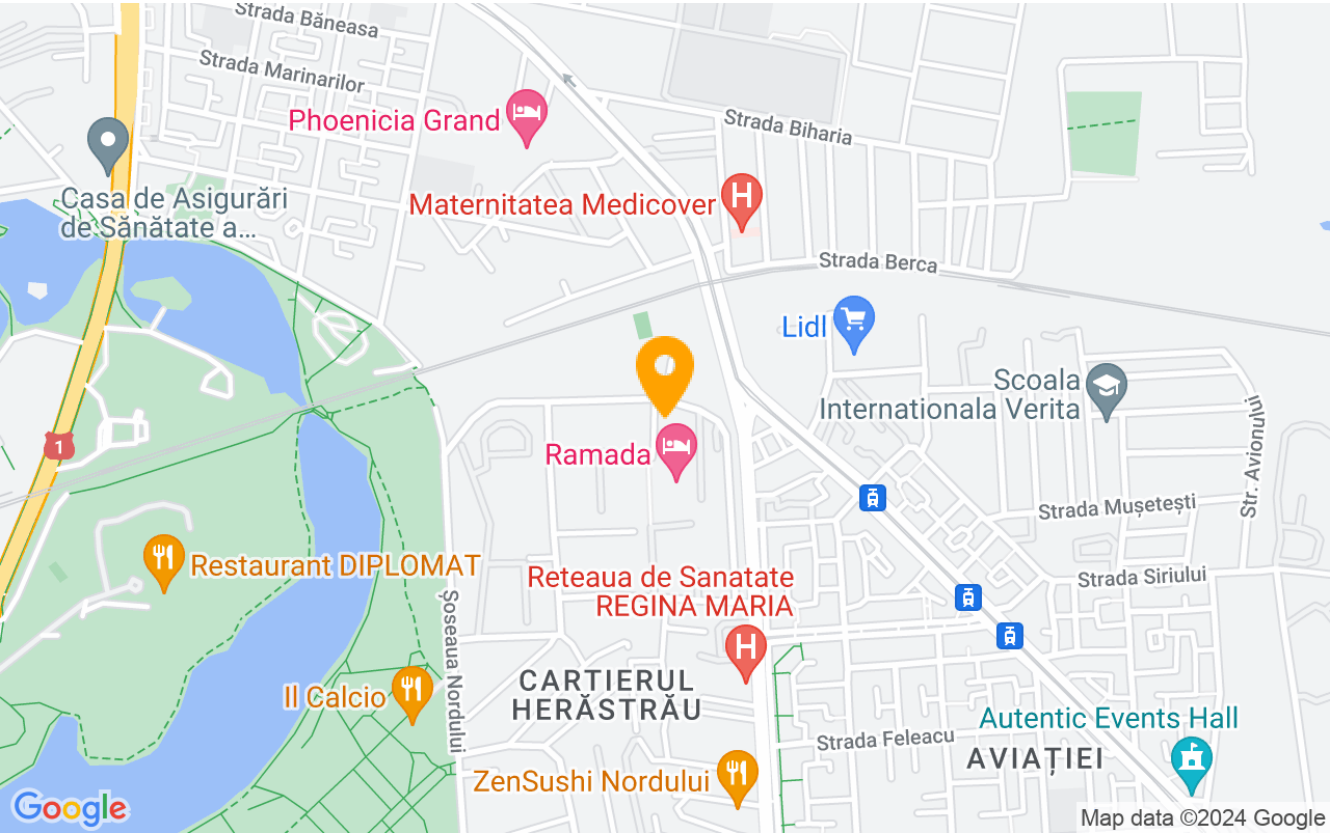 Strada Băneasa
Strada Marinarilor
Phoenicia Grand
Strada Biharia
Casa de Asigurări
de Sănătate a...
Maternitatea Medicover
H
Strada Berca
Lidl
Scoala
Internationala Verita
1
Ramada
Str. Avionului
Strada Mușetești
Restaurant DIPLOMAT
Reteaua de Sanatate
REGINA MARIA
H
Strada Siriului
Șoseaua Nordului
Il Calcio
CARTIERUL
HERĂSTRĂU
Autentic Events Hall
Strada Feleacu
AVIAȚIEI
ZenSushi Nordului
Google
Map data ©2024 Google